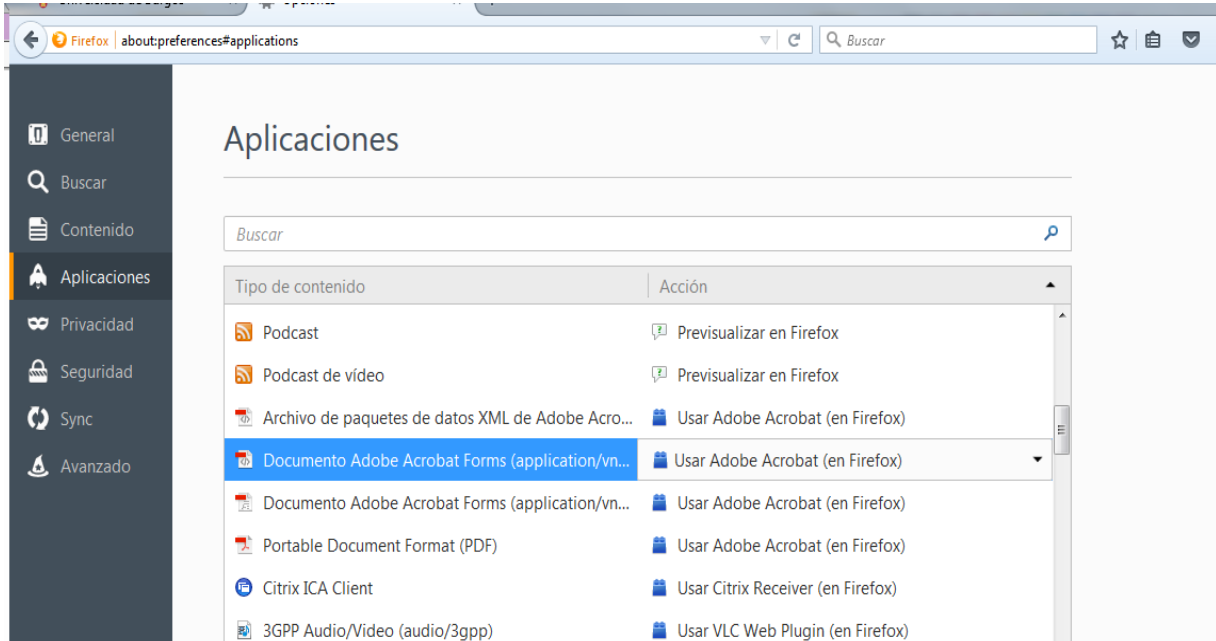 Firefox about:preferences#applications Buscar
General
Buscar
Contenido
Aplicaciones
Privacidad
Seguridad
Sync
Avanzado
Aplicaciones
Buscar
Tipo de contenido Acción
Podcast Previsualizar en Firefox
Podcast de vídeo Previsualizar en Firefox
Archivo de paquetes de datos XML de Adobe Acro... Usar Adobe Acrobat (en Firefox)
Documento Adobe Acrobat Forms (application/vn... Usar Adobe Acrobat (en Firefox)
Documento Adobe Acrobat Forms (application/vn... Usar Adobe Acrobat (en Firefox)
Portable Document Format (PDF) Usar Adobe Acrobat (en Firefox)
Citrix ICA Client Usar Citrix Receiver (en Firefox)
3GPP Audio/Video (audio/3gpp) Usar VLC Web Plugin (en Firefox)